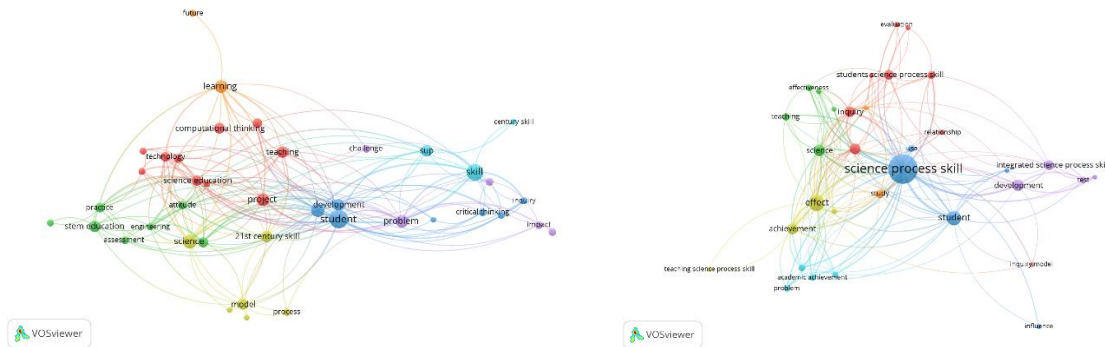 future
learning
computational thinking
century skill
challenge
sup
teaching
technology
skill
science education
practice
attitude
project
development
student
inquiry
critical thinking
problem
impact
stem education
engineering
assessment
science
21st century skill
model
process
VOSviewer
evaluation
students science process skill
effectiveness
inquiry
teaching
relationship
science
use
science process skill
integrated science process skill
development
test
study
effect
student
achievement
teaching science process skill
academic achievement
problem
inquiry model
influence
VOSviewer